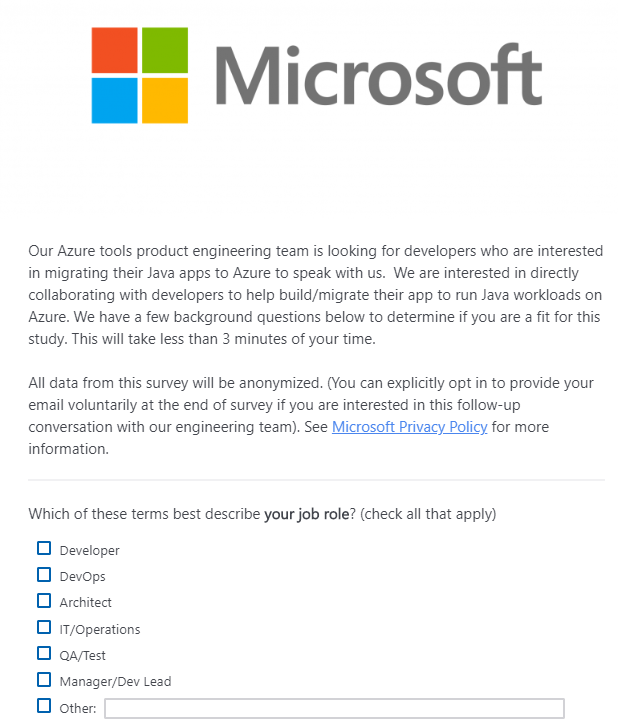 Microsoft
Our Azure tools product engineering team is looking for developers who are interested
in migrating their Java apps to Azure to speak with us.  We are interested in directly
collaborating with developers to help build/migrate their app to run Java workloads on
Azure. We have a few background questions below to determine if you are a fit for this
study. This will take less than 3 minutes of your time.
All data from this survey will be anonymized. (You can explicitly opt in to provide your
email voluntarily at the end of survey if you are interested in this follow-up
conversation with our engineering team). See Microsoft Privacy Policy for more
information.
Which of these terms best describe your job role? (check all that apply)
Developer
DevOps
Architect
IT/Operations
QA/Test
Manager/Dev Lead
Other: